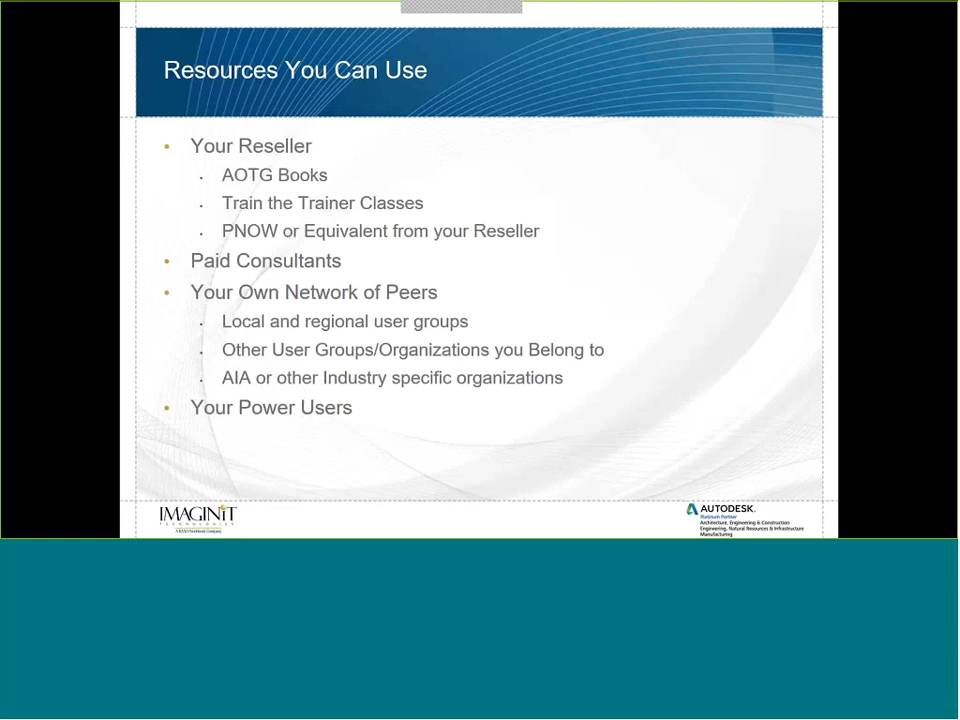 Resources You Can Use
• Your Reseller
• AOTG Books
• Train the Trainer Classes
• PNOW or Equivalent from your Reseller
• Paid Consultants
• Your Own Network of Peers
• Local and regional user groups
• Other User Groups/Organizations you Belong to
• AIA or other Industry specific organizations
• Your Power Users
IMAGINiT
TECHNOLOGIES
AUTODESK.
Platinum Partner
Architecture, Engineering & Construction
Engineering, Natural Resources & Infrastructure
Manufacturing